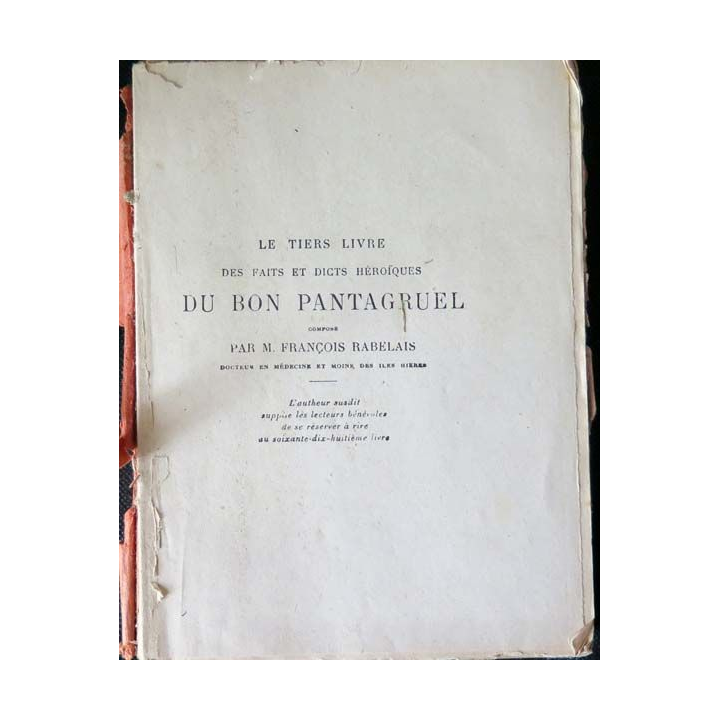 LE TIERS LIVRE
DES FAITS ET DICTS HÉROÏQUES
DU BON PANTAGRUEL
COMPOSÉ
PAR M. FRANÇOIS RABELAIS
DOCTEUR EN MÉDECINE ET MOINE DES ILES HIÈRES
L'autheur susdit
supplie les lecteurs bénévoles
de se réserver à rire
au soixante-dix-huitième livre